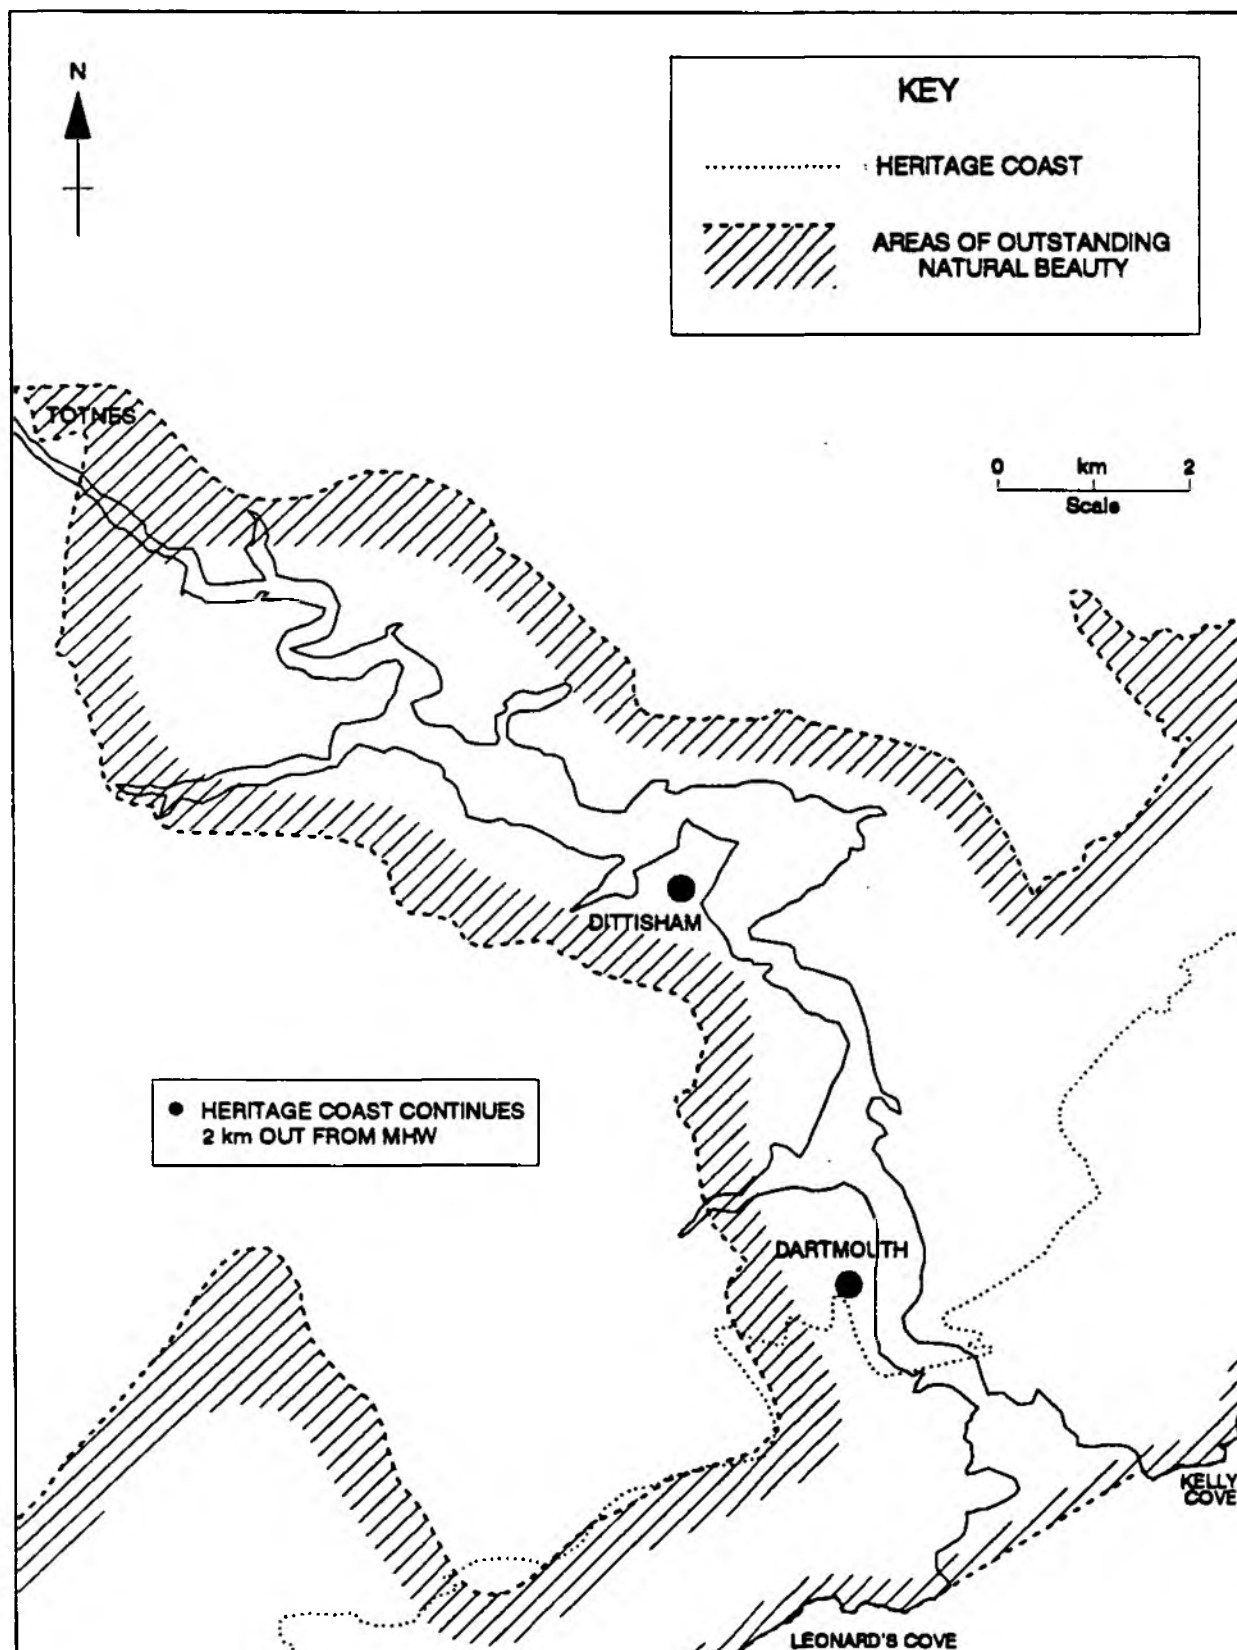 N
KEY
HERITAGE COAST
AREAS OF OUTSTANDING
NATURAL BEAUTY
TOTNES
0 km 2
Scale
DITTISHAM
HERITAGE COAST CONTINUES
2 km OUT FROM MHW
DARTMOUTH
KELLY
COVE
LEONARD'S COVE